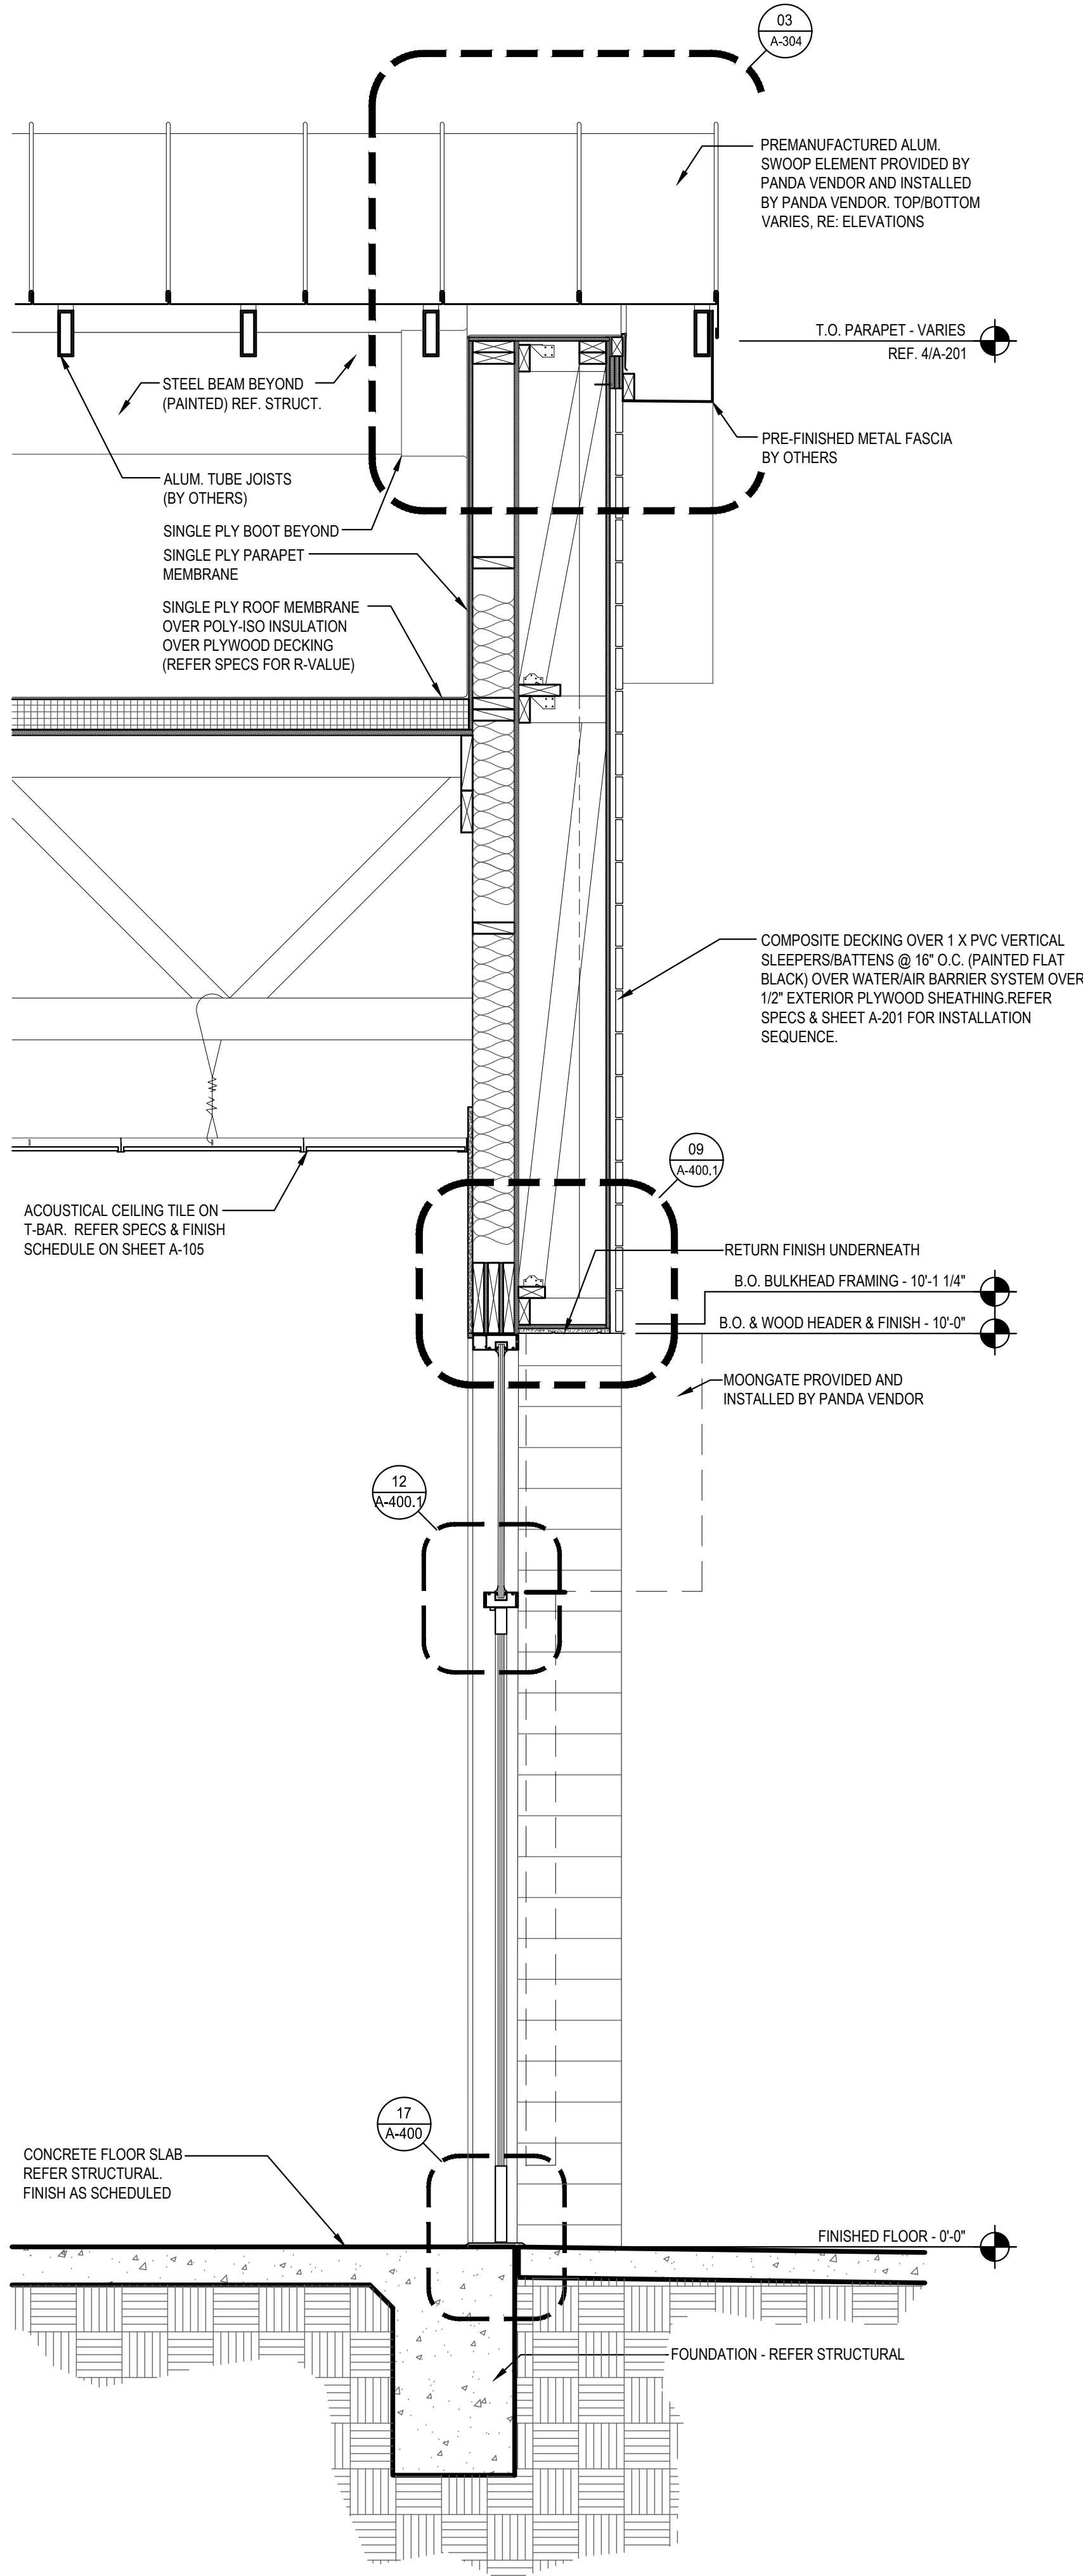 03
A-304
PREMANUFACTURED ALUM.
SWOOP ELEMENT PROVIDED BY
PANDA VENDOR AND INSTALLED
BY PANDA VENDOR. TOP/BOTTOM
VARIES, RE: ELEVATIONS
T.O. PARAPET - VARIES
REF. 4/A-201
STEEL BEAM BEYOND
(PAINTED) REF. STRUCT.
PRE-FINISHED METAL FASCIA
BY OTHERS
ALUM. TUBE JOISTS
(BY OTHERS)
SINGLE PLY BOOT BEYOND
SINGLE PLY PARAPET
MEMBRANE
SINGLE PLY ROOF MEMBRANE
OVER POLY-ISO INSULATION
OVER PLYWOOD DECKING
(REFER SPECS FOR R-VALUE)
COMPOSITE DECKING OVER 1 X PVC VERTICAL
SLEEPERS/BATTENS @ 16" O.C. (PAINTED FLAT
BLACK) OVER WATER/AIR BARRIER SYSTEM OVER
1/2" EXTERIOR PLYWOOD SHEATHING.REFER
SPECS & SHEET A-201 FOR INSTALLATION
SEQUENCE.
09
A-400.1
ACOUSTICAL CEILING TILE ON
T-BAR. REFER SPECS & FINISH
SCHEDULE ON SHEET A-105
RETURN FINISH UNDERNEATH
B.O. BULKHEAD FRAMING - 10'-1 1/4"
B.O. & WOOD HEADER & FINISH - 10'-0"
MOONGATE PROVIDED AND
INSTALLED BY PANDA VENDOR
12
A-400.1
17
A-400
CONCRETE FLOOR SLAB
REFER STRUCTURAL.
FINISH AS SCHEDULED
FINISHED FLOOR - 0'-0"
FOUNDATION - REFER STRUCTURAL